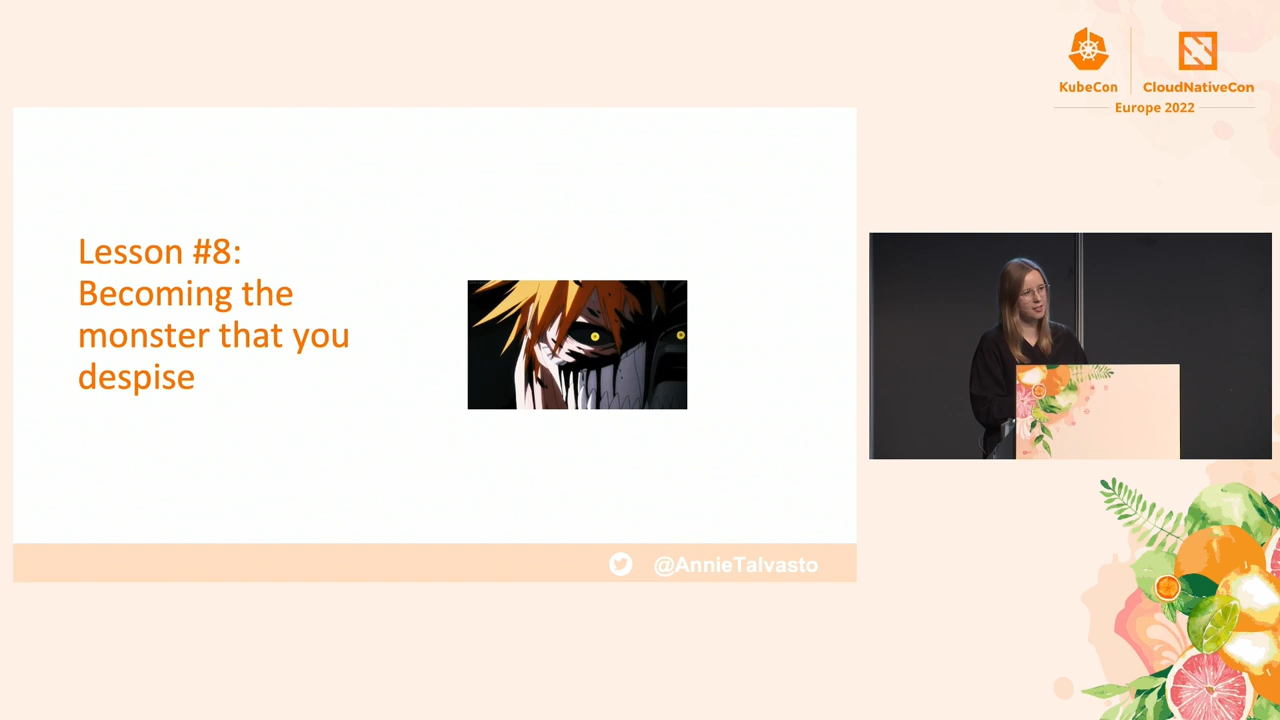 KubeCon
CloudNativeCon
Europe 2022
Lesson #8:
Becoming the
monster that you
despise
@AnnieTalvasto